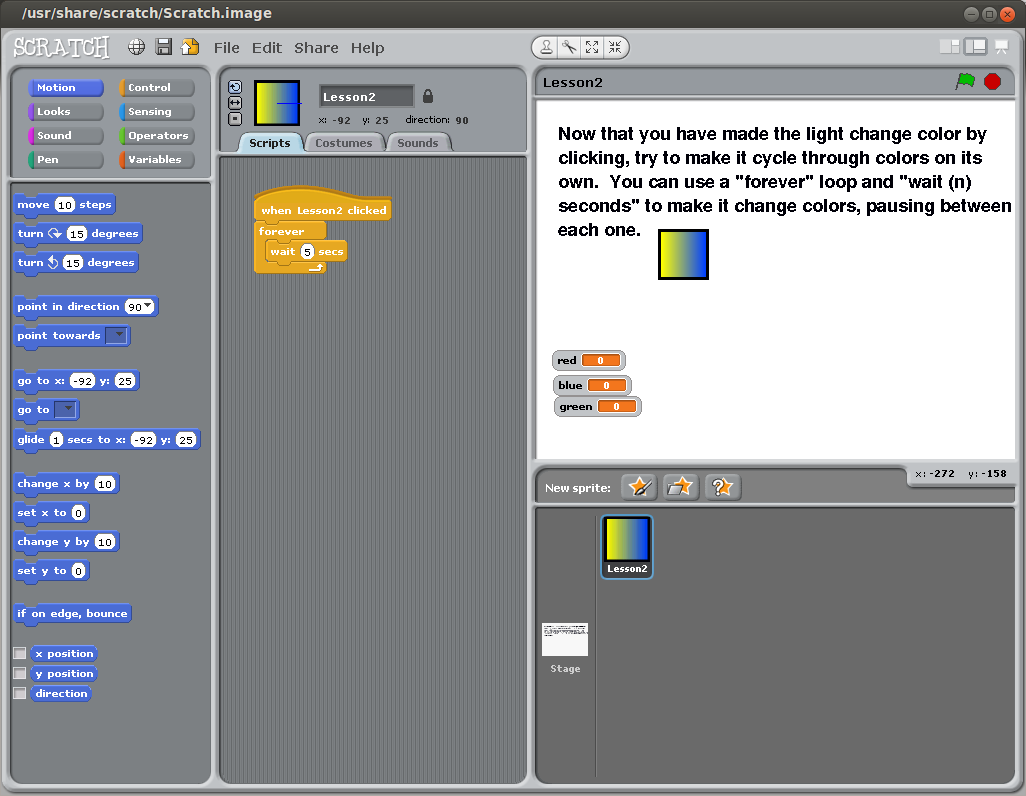 /usr/share/scratch/Scratch.image
SCRATCH File Edit Share Help
Motion Control
Looks Sensing
Sound Operators
Pen Variables
move 10 steps
turn 15 degrees
turn 15 degrees
point in direction 90
point towards
go to x: -92 y: 25
go to
glide 1 secs to x: -92 y: 25
change x by 10
set x to 0
change y by 10
set y to 0
if on edge, bounce
x position
y position
direction
Lesson2
x: -92 y: 25 direction: 90
Scripts Costumes Sounds
when Lesson2 clicked
forever
wait 5 secs
Lesson2
Now that you have made the light change color by
clicking, try to make it cycle through colors on its
own. You can use a "forever" loop and "wait (n)
seconds" to make it change colors, pausing between
each one.
red 0
blue 0
green 0
x: -272 y: -158
New sprite:
Lesson2
Stage